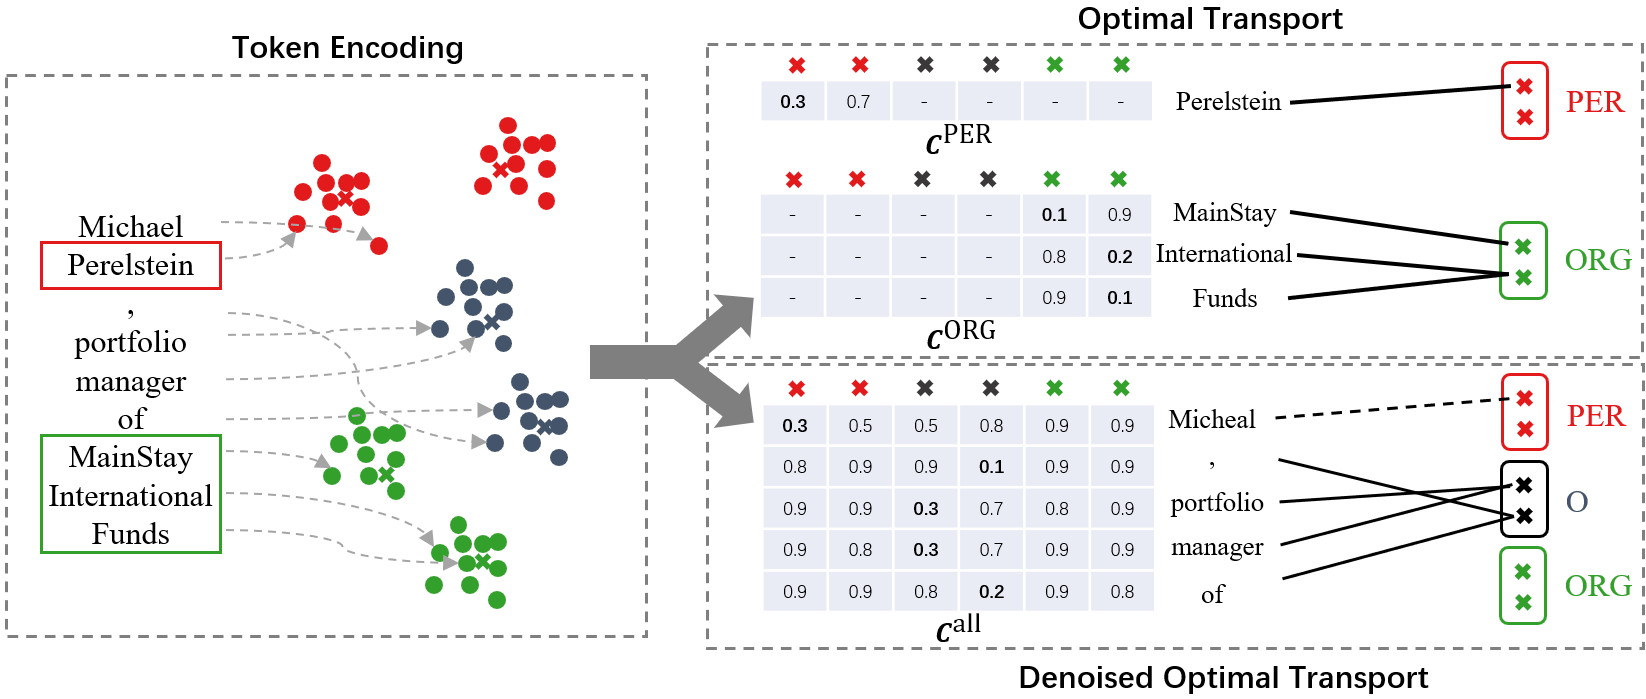 Token Encoding
Michael
Perelstein
,
portfolio
manager
of
MainStay
International
Funds
Optimal Transport
0.3 0.7 - - - -
C^PER
Perelstein
PER
- - - - 0.1 0.9
- - - - 0.8 0.2
- - - - 0.9 0.1
C^ORG
MainStay
International
Funds
ORG
0.3 0.5 0.5 0.8 0.9 0.9
0.8 0.9 0.9 0.1 0.9 0.9
0.9 0.9 0.3 0.7 0.8 0.9
0.9 0.8 0.3 0.7 0.9 0.9
0.9 0.9 0.8 0.2 0.9 0.8
C^all
Micheal
,
portfolio
manager
of
PER
O
ORG
Denoised Optimal Transport